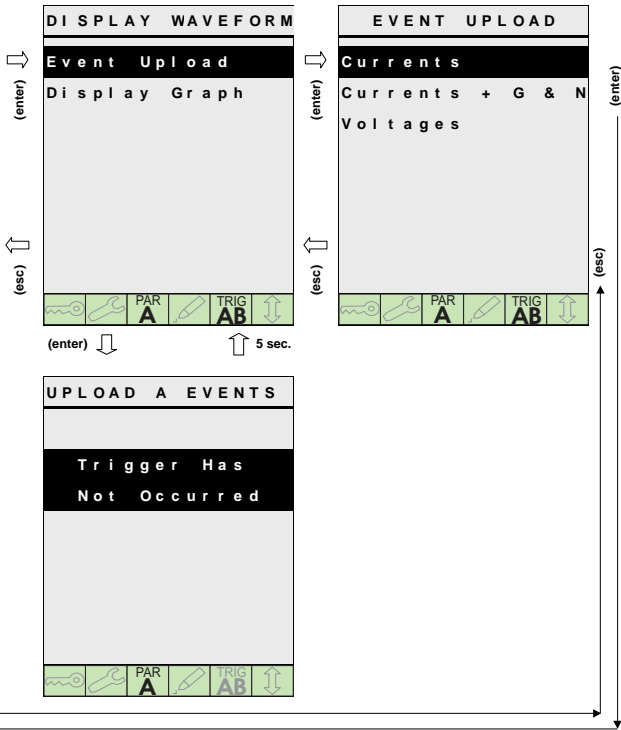 DISPLAY WAVEFORM
Event Upload
Display Graph
(enter)
(esc)
PAR
A
TRIG
AB
EVENT UPLOAD
Currents
Currents + G & N
Voltages
(enter)
(esc)
PAR
A
TRIG
AB
(enter)
(esc)
(enter)
5 sec.
UPLOAD A EVENTS
Trigger Has
Not Occurred
PAR
A
TRIG
AB